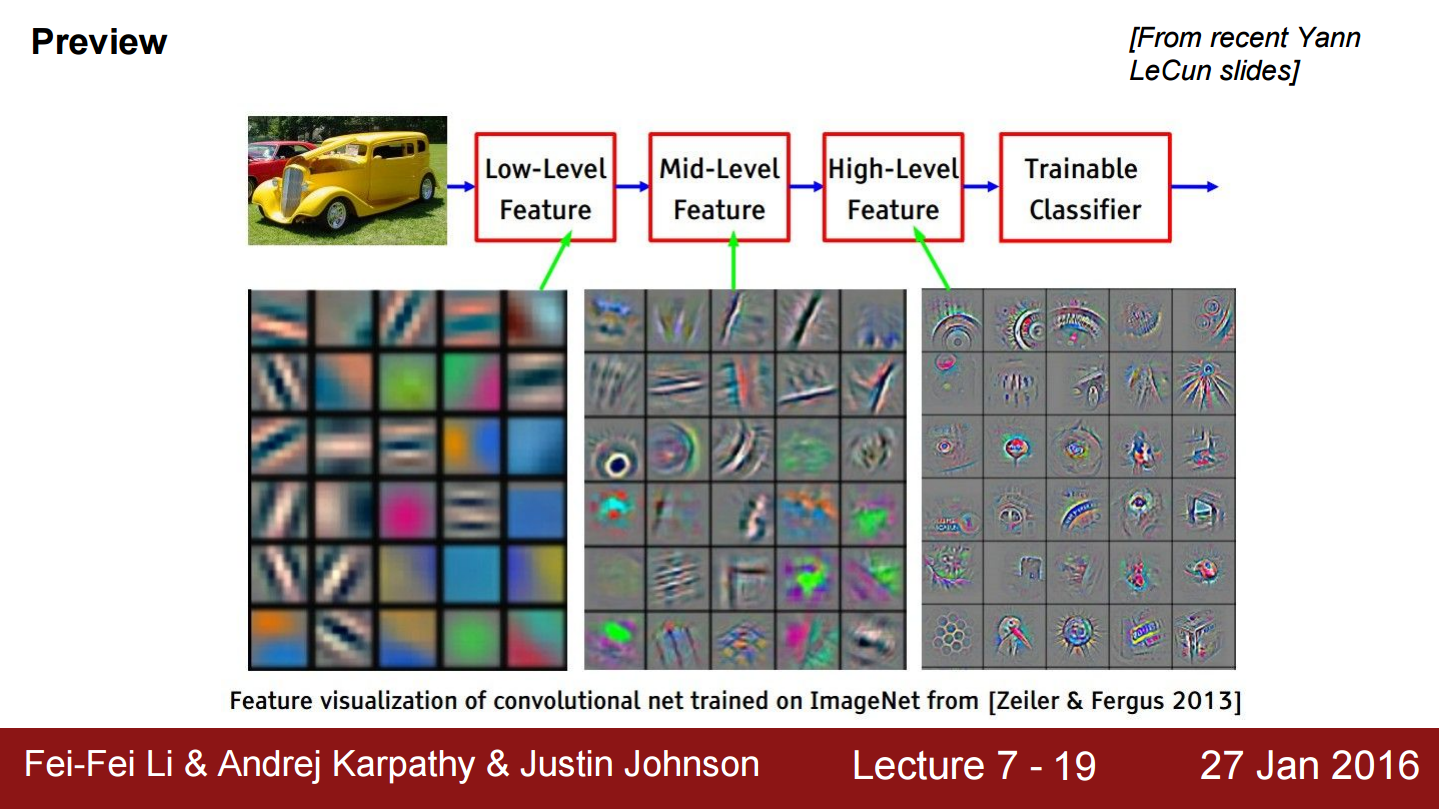 Preview
[From recent Yann
LeCun slides]
Low-Level
Feature
Mid-Level
Feature
High-Level
Feature
Trainable
Classifier
Feature visualization of convolutional net trained on ImageNet from [Zeiler & Fergus 2013]
Fei-Fei Li & Andrej Karpathy & Justin Johnson
Lecture 7 - 19
27 Jan 2016